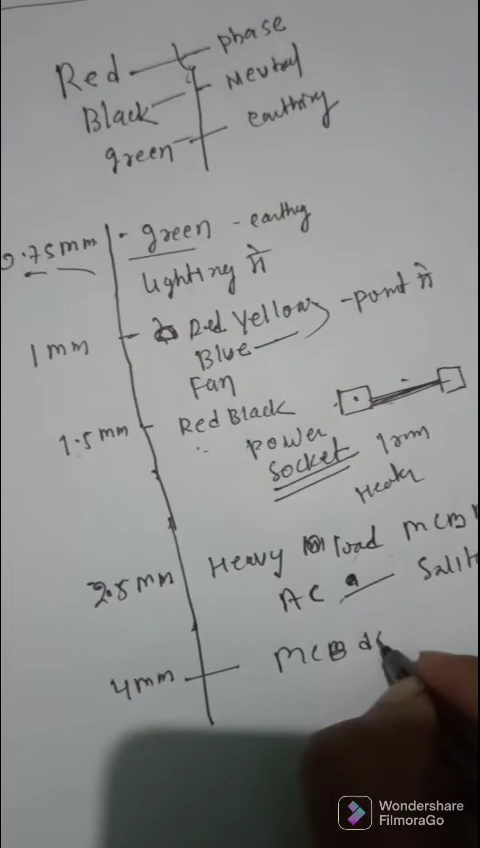 Red - phase
Black - Neutral
green - earthing
0.75mm . green - earthig
Lighting में
1mm - Red Yellow - point में
Blue
Fan
1.5mm Red Black
power
socket 1mm
Heater
2.5mm Heavy load MCB
AC
4mm - MCB
Wondershare
FilmoraGo